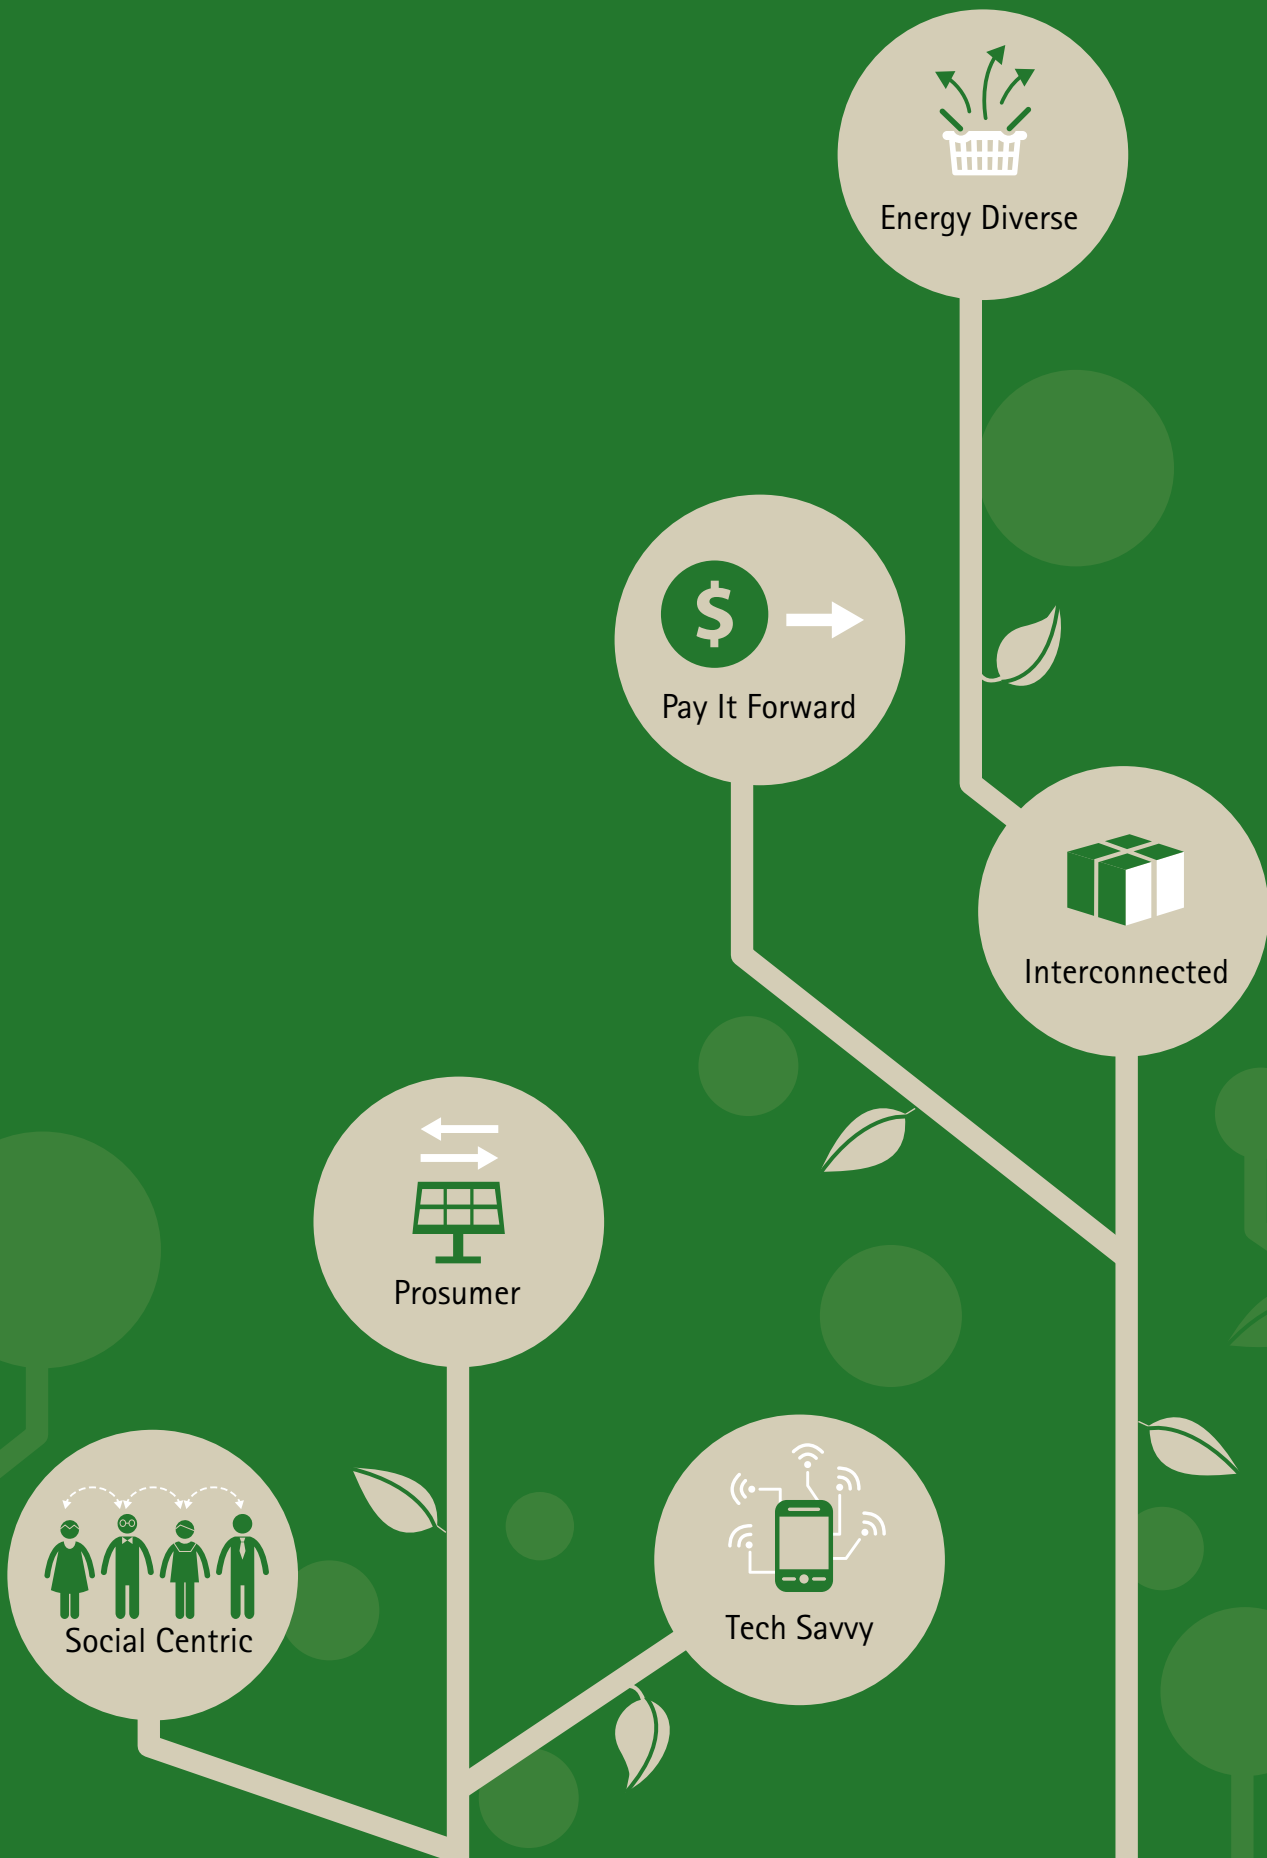 Energy Diverse
$
Pay It Forward
Interconnected
Prosumer
Social Centric
Tech Savvy